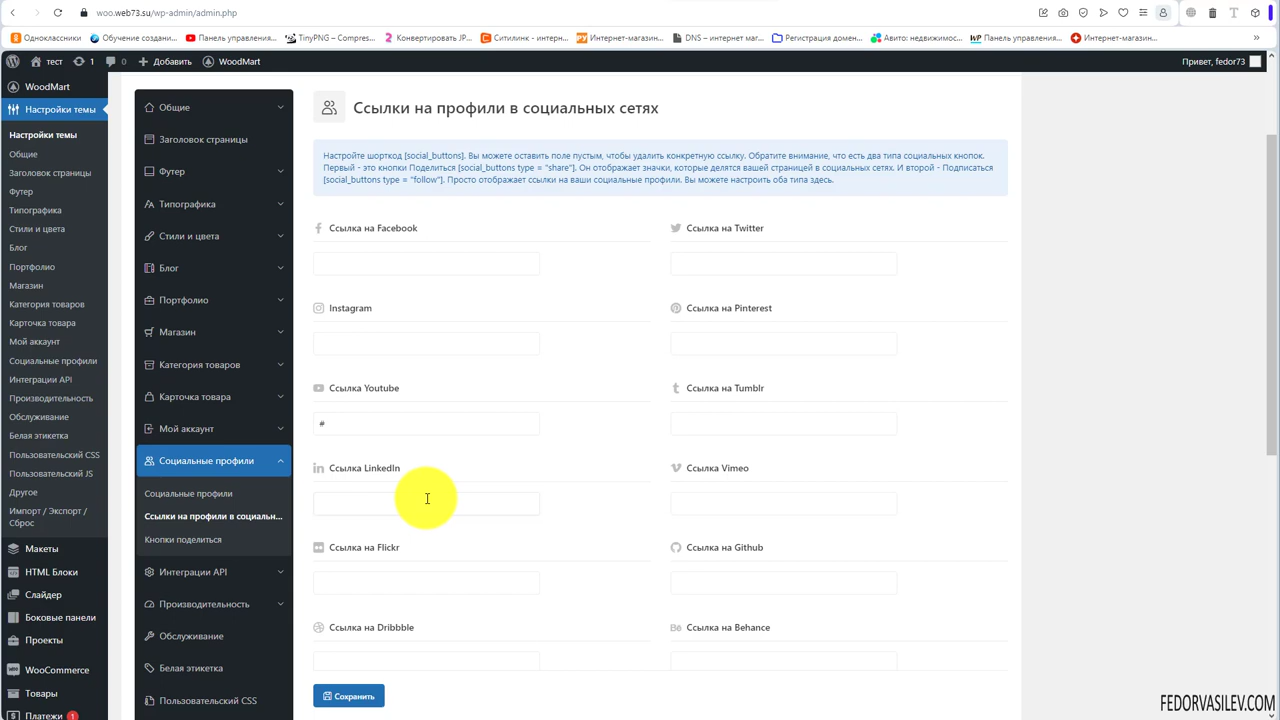 woo.web73.su/wp-admin/admin.php
Одноклассники
Обучение создани...
Панель управления...
TinyPNG – Compres...
Конвертировать JP...
Ситилинк - интерн...
Интернет-магазин...
DNS – интернет маг...
Регистрация домен...
Авито: недвижимос...
Панель управления...
Интернет-магазин...
тест
1
0
Добавить
WoodMart
Привет, fedor73
WoodMart
Настройки темы
Настройки темы
Общие
Заголовок страницы
Футер
Типографика
Стили и цвета
Блог
Портфолио
Магазин
Категория товаров
Карточка товара
Мой аккаунт
Социальные профили
Интеграции API
Производительность
Обслуживание
Белая этикетка
Пользовательский CSS
Пользовательский JS
Другое
Импорт / Экспорт /
Сброс
Макеты
HTML Блоки
Слайдер
Боковые панели
Проекты
WooCommerce
Товары
Платежи 1
Общие
Заголовок страницы
Футер
Типографика
Стили и цвета
Блог
Портфолио
Магазин
Категория товаров
Карточка товара
Мой аккаунт
Социальные профили
Социальные профили
Ссылки на профили в социальн...
Кнопки поделиться
Интеграции API
Производительность
Обслуживание
Белая этикетка
Пользовательский CSS
Ссылки на профили в социальных сетях
Настройте шорткод [social_buttons]. Вы можете оставить поле пустым, чтобы удалить конкретную ссылку. Обратите внимание, что есть два типа социальных кнопок.
Первый - это кнопки Поделиться [social_buttons type = "share"]. Он отображает значки, которые делятся вашей страницей в социальных сетях. И второй - Подписаться
[social_buttons type = "follow"]. Просто отображает ссылки на ваши социальные профили. Вы можете настроить оба типа здесь.
Ссылка на Facebook
Ссылка на Twitter
Instagram
Ссылка на Pinterest
Ссылка Youtube
Ссылка на Tumblr
#
Ссылка LinkedIn
Ссылка Vimeo
Ссылка на Flickr
Ссылка на Github
Ссылка на Dribbble
Ссылка на Behance
Сохранить
FEDORVASILEV.COM